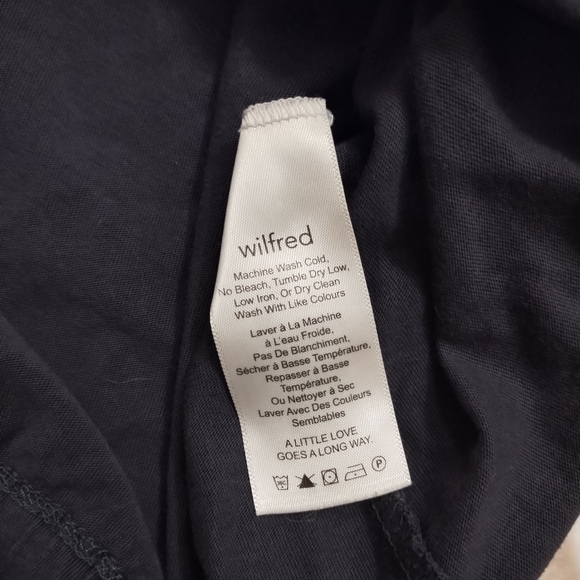 wilfred
Machine Wash Cold,
No Bleach, Tumble Dry Low,
Low Iron, Or Dry Clean
Wash With Like Colours
Laver à La Machine
à L'eau Froide,
Pas De Blanchiment,
Sécher à Basse Température,
Repasser à Basse
Température,
Ou Nettoyer à Sec
Laver Avec Des Couleurs
Semblables
A LITTLE LOVE
GOES A LONG WAY.
P